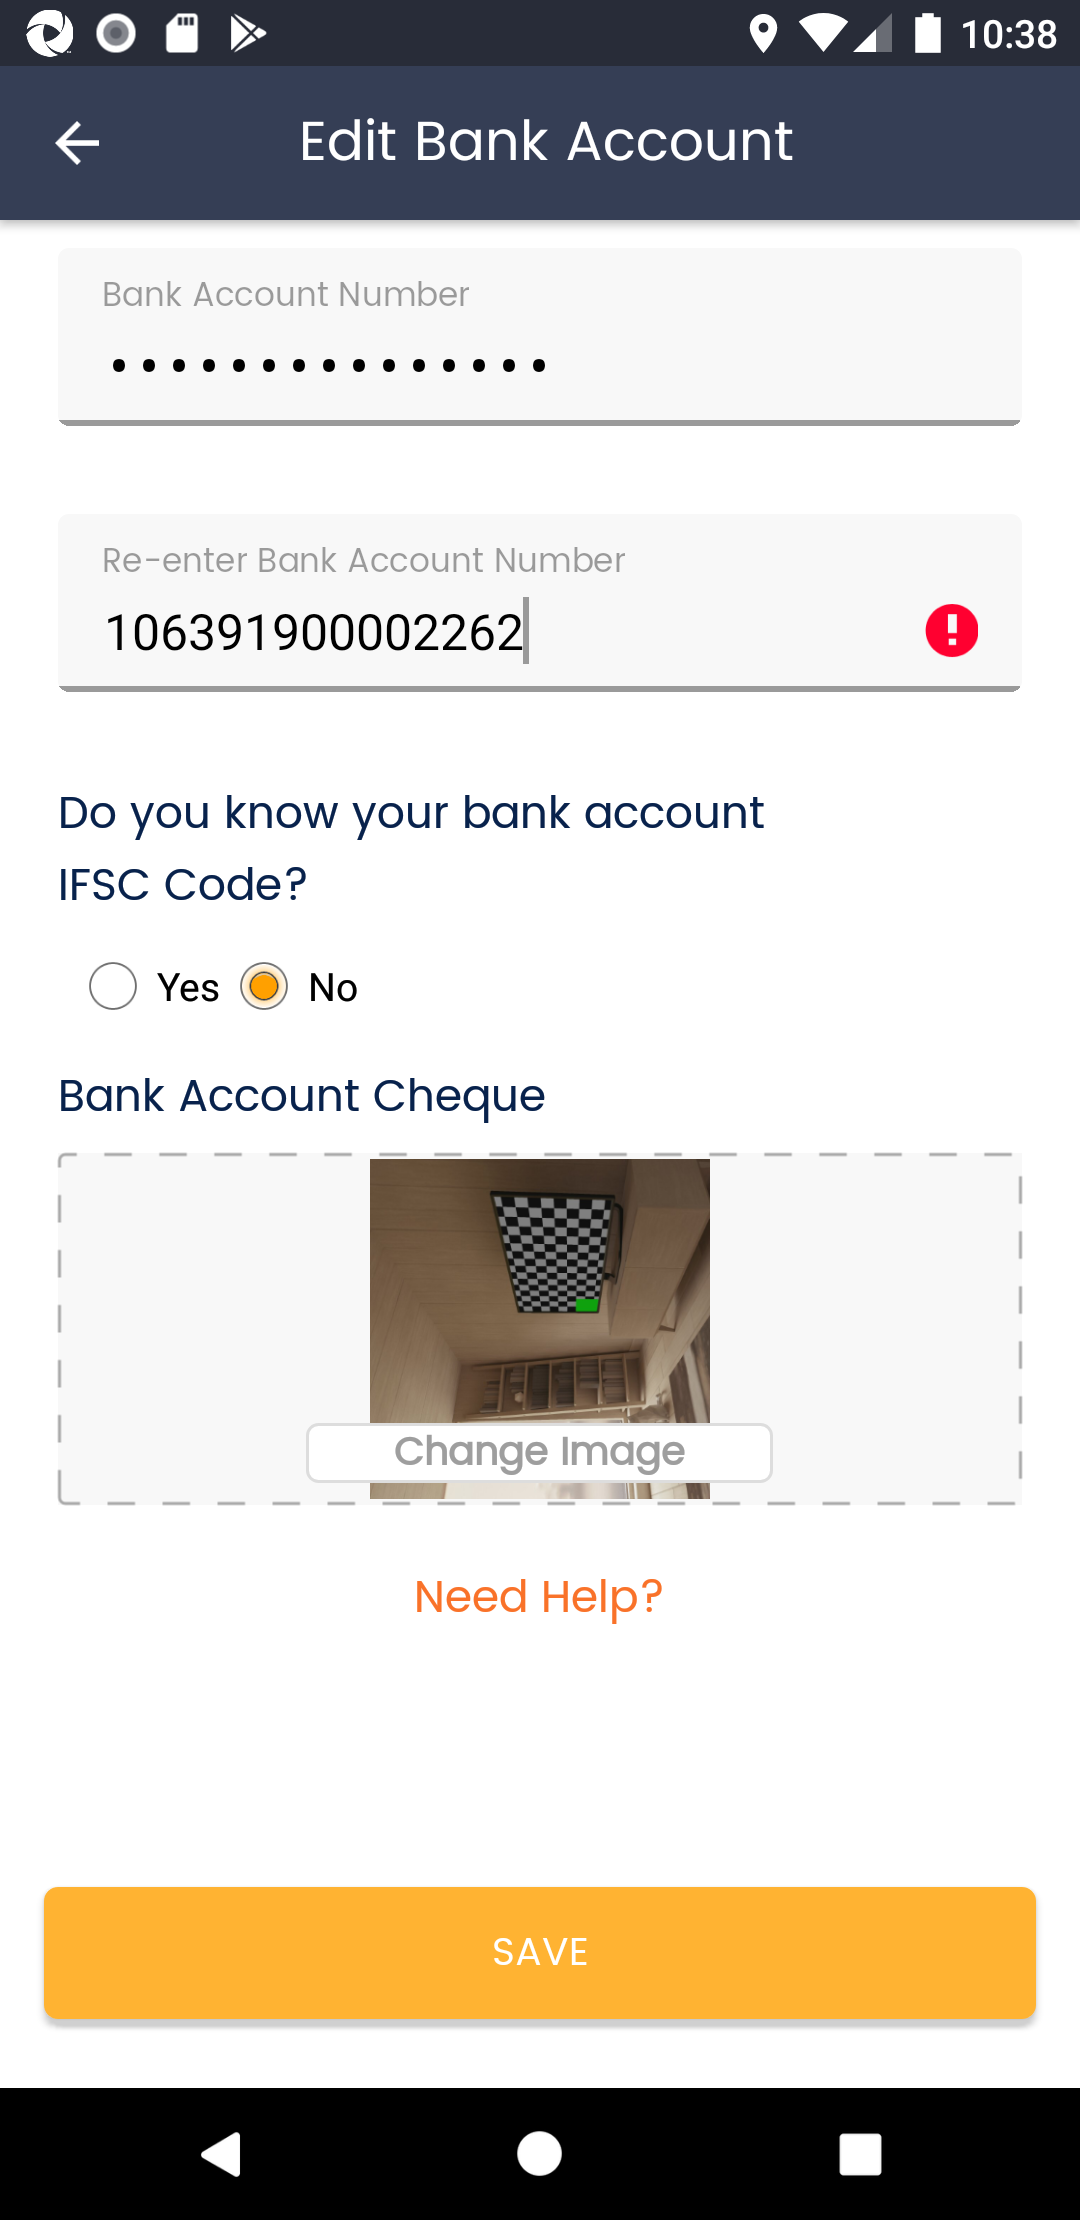 10:38
Edit Bank Account
Bank Account Number
•••••••••••••••
Re-enter Bank Account Number
106391900002262
Do you know your bank account
IFSC Code?
Yes No
Bank Account Cheque
Change Image
Need Help?
SAVE